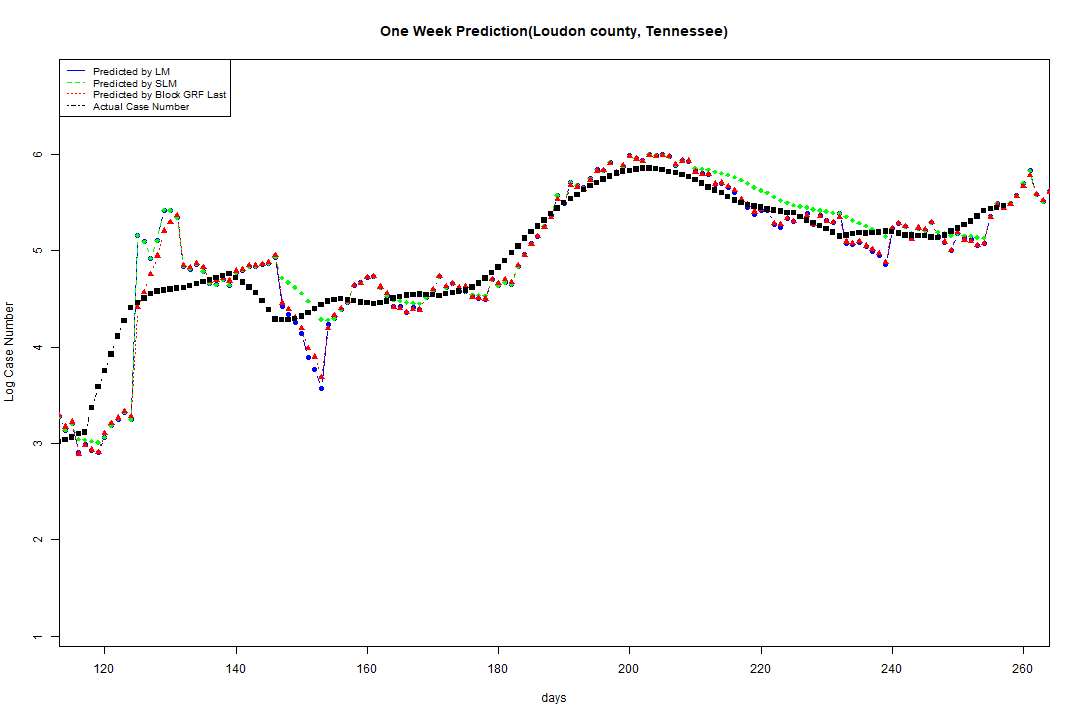 One Week Prediction(Loudon county, Tennessee)
Predicted by LM
Predicted by SLM
Predicted by Block GRF Last
Actual Case Number
6
5
4
3
2
1
Log Case Number
120 140 160 180 200 220 240 260
days